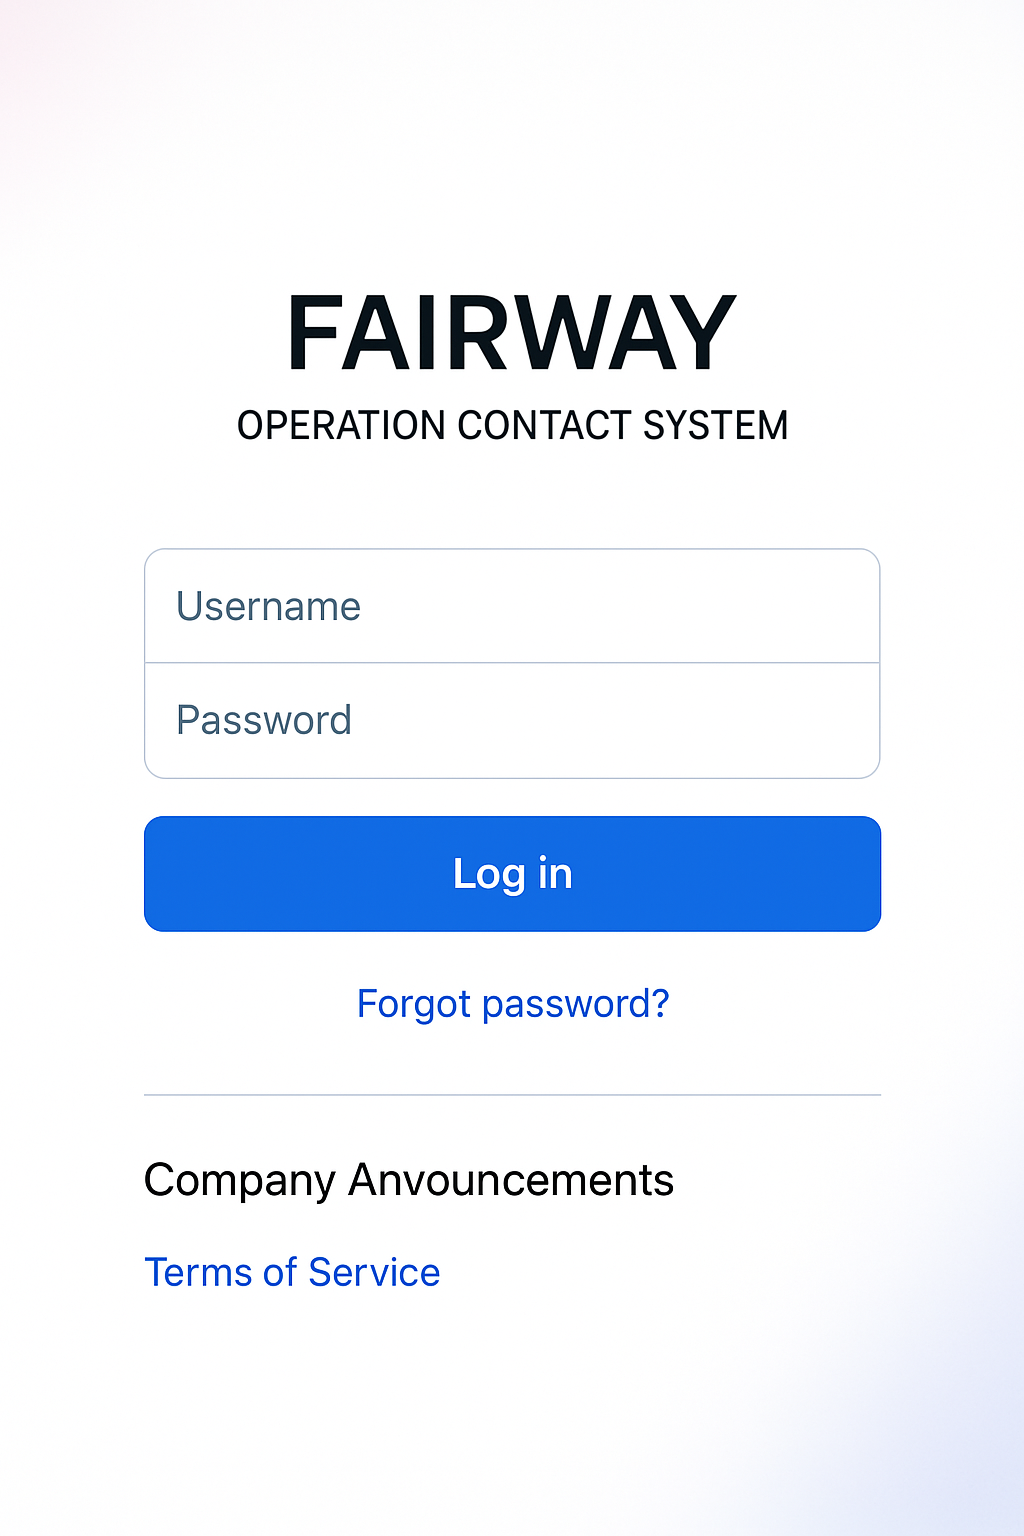 FAIRWAY
OPERATION CONTACT SYSTEM
Username
Password
Log in
Forgot password?
Company Anvouncements
Terms of Service